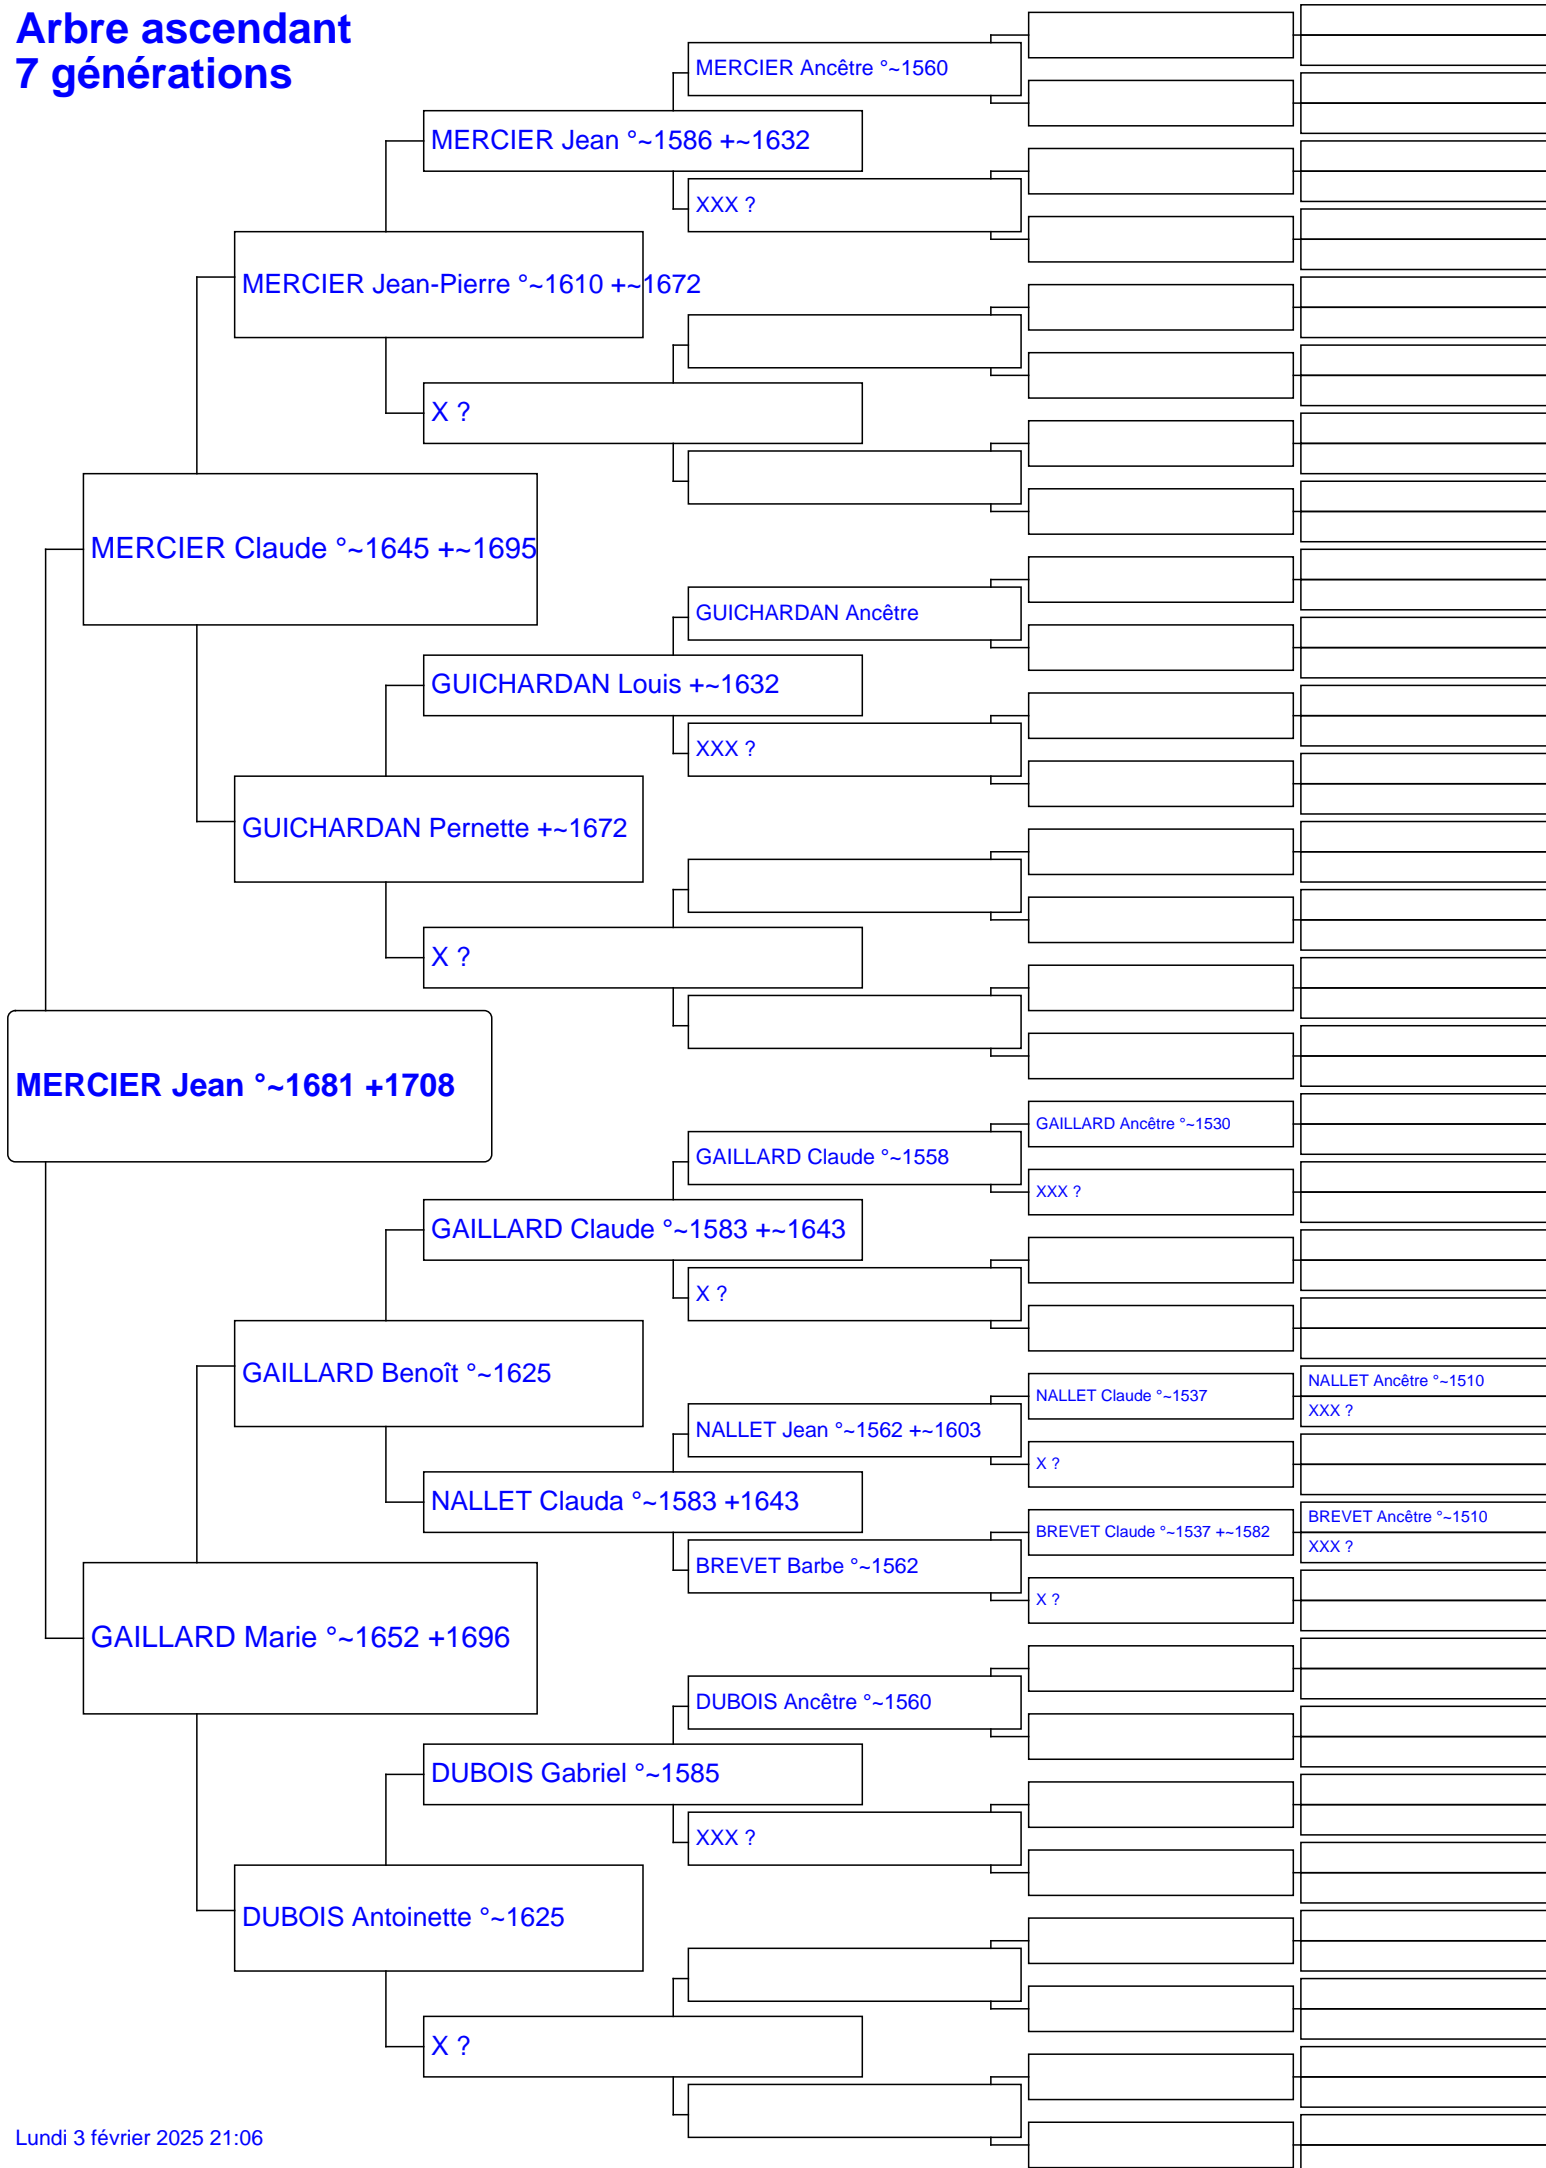 Arbre ascendant
7 générations
MERCIER Ancêtre °~1560
MERCIER Jean °~1586 +~1632
XXX ?
MERCIER Jean-Pierre °~1610 +~1672
X ?
MERCIER Claude °~1645 +~1695
GUICHARDAN Ancêtre
GUICHARDAN Louis +~1632
XXX ?
GUICHARDAN Pernette +~1672
X ?
MERCIER Jean °~1681 +1708
GAILLARD Ancêtre °~1530
GAILLARD Claude °~1558
XXX ?
GAILLARD Claude °~1583 +~1643
X ?
GAILLARD Benoît °~1625
NALLET Ancêtre °~1510
NALLET Claude °~1537
XXX ?
NALLET Jean °~1562 +~1603
X ?
NALLET Clauda °~1583 +1643
BREVET Ancêtre °~1510
BREVET Claude °~1537 +~1582
XXX ?
BREVET Barbe °~1562
X ?
GAILLARD Marie °~1652 +1696
DUBOIS Ancêtre °~1560
DUBOIS Gabriel °~1585
XXX ?
DUBOIS Antoinette °~1625
X ?
Lundi 3 février 2025 21:06